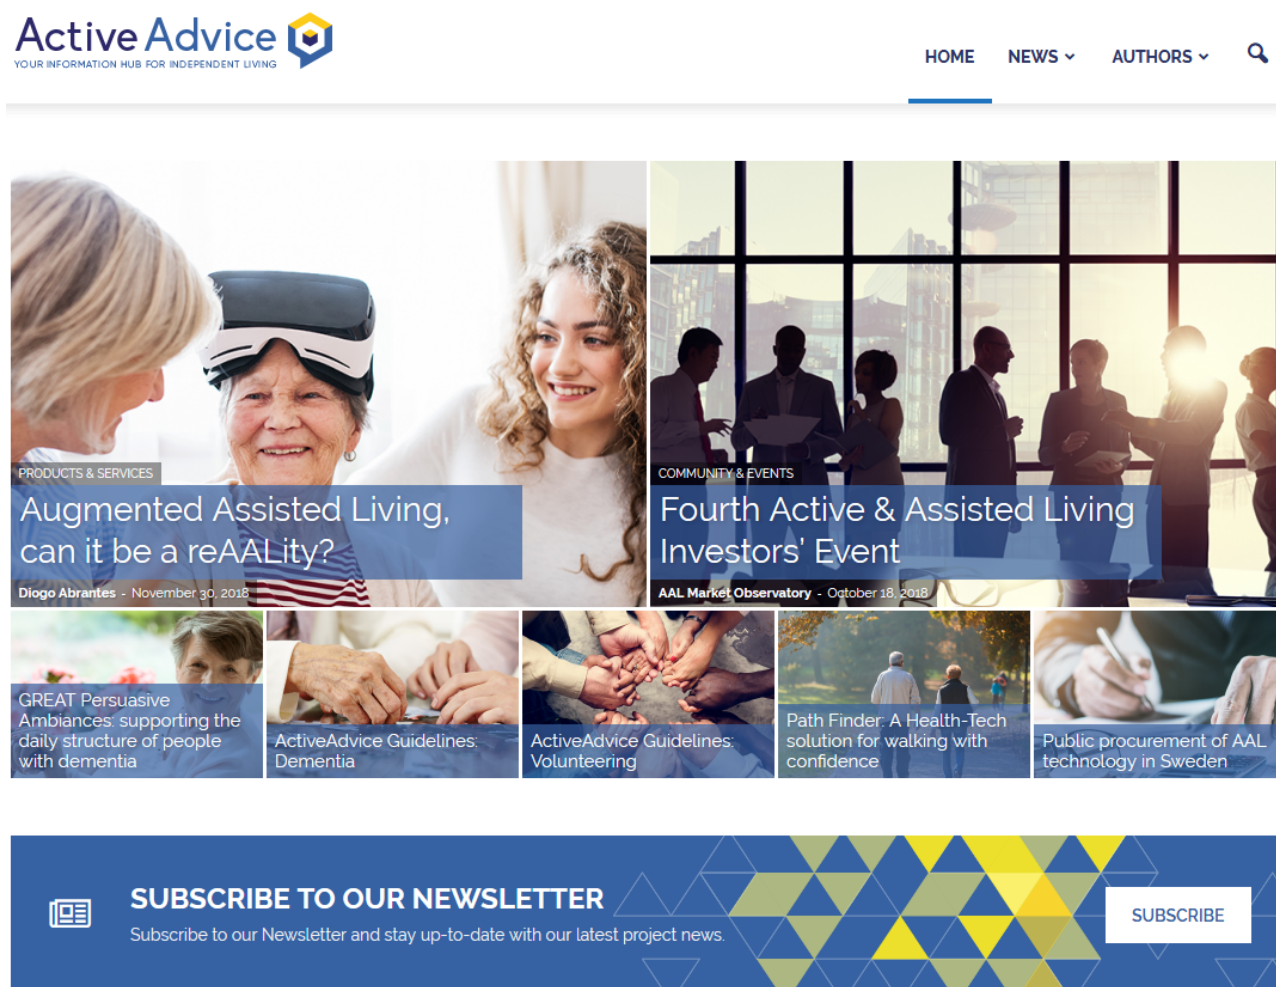 Active Advice
YOUR INFORMATION HUB FOR INDEPENDENT LIVING
HOME
NEWS
AUTHORS
PRODUCTS & SERVICES
Augmented Assisted Living,
can it be a reAALity?
Diogo Abrantes - November 30, 2018
COMMUNITY & EVENTS
Fourth Active & Assisted Living
Investors' Event
AAL Market Observatory - October 18, 2018
GREAT Persuasive
Ambiances: supporting the
daily structure of people
with dementia
ActiveAdvice Guidelines:
Dementia
ActiveAdvice Guidelines:
Volunteering
Path Finder: A Health-Tech
solution for walking with
confidence
Public procurement of AAL
technology in Sweden
SUBSCRIBE TO OUR NEWSLETTER
Subscribe to our Newsletter and stay up-to-date with our latest project news.
SUBSCRIBE